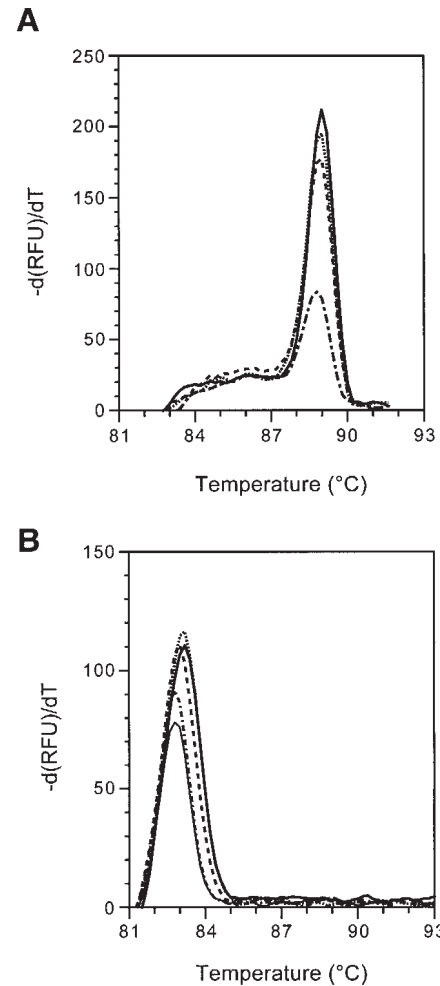 A
250
200
150
100
50
0
-d(RFU)/dT
81 84 87 90 93
Temperature (°C)
B
150
100
50
0
-d(RFU)/dT
81 84 87 90 93
Temperature (°C)